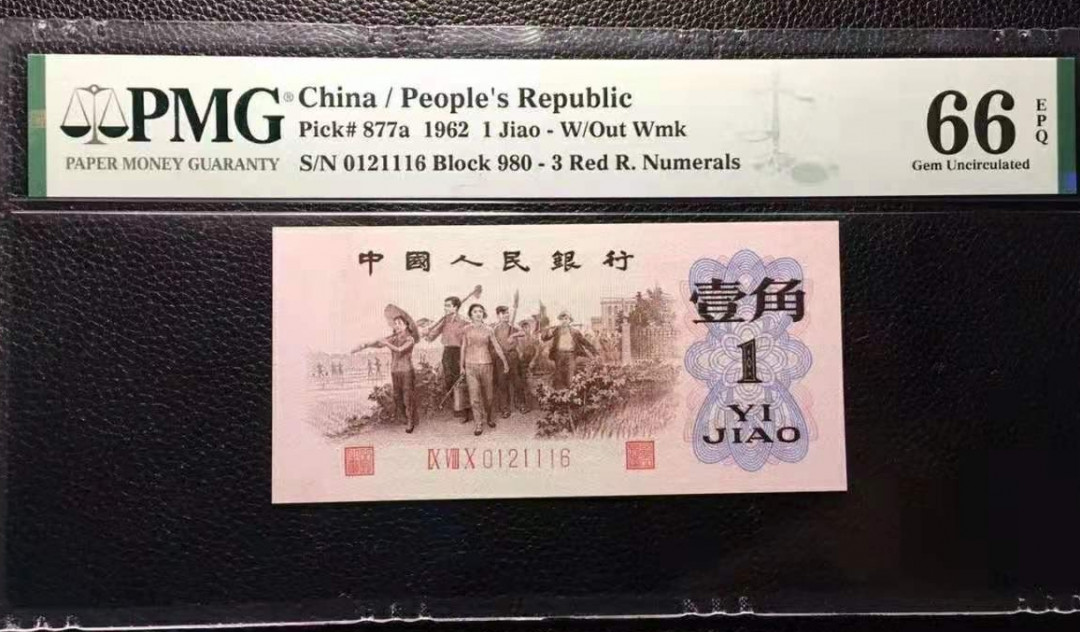 PMG® China / People's Republic
Pick# 877a 1962 1 Jiao - W/Out Wmk
PAPER MONEY GUARANTY S/N 0121116 Block 980 - 3 Red R. Numerals
66 EPQ
Gem Uncirculated
中國人民銀行
壹角
1
YI
JIAO
IX VIII X 0121116